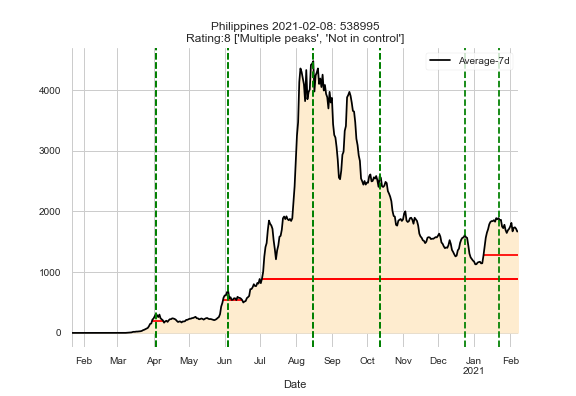 Philippines 2021-02-08: 538995
Rating:8 ['Multiple peaks', 'Not in control']
Average-7d
4000
3000
2000
1000
0
Feb Mar Apr May Jun Jul Aug Sep Oct Nov Dec Jan Feb
2021
Date